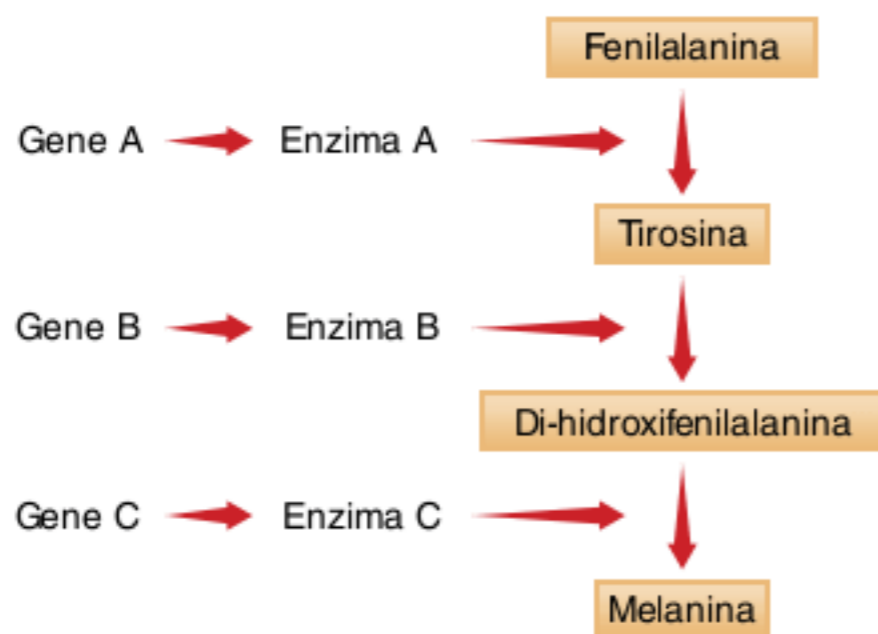 Fenilalanina
Gene A
Enzima A
Tirosina
Gene B
Enzima B
Di-hidroxifenilalanina
Gene C
Enzima C
Melanina